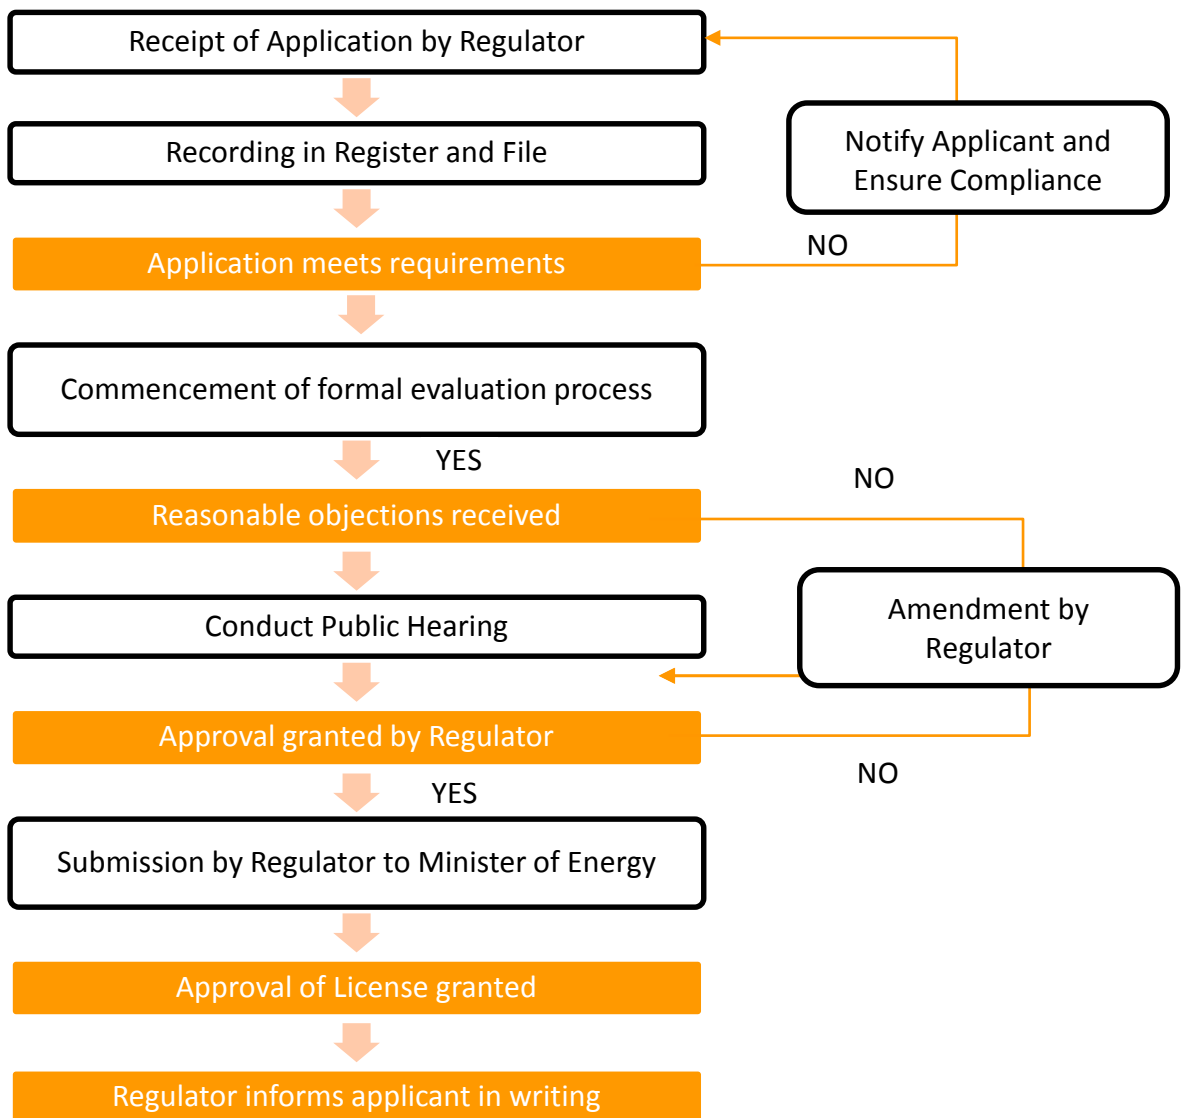 Receipt of Application by Regulator
Recording in Register and File
Notify Applicant and
Ensure Compliance
Application meets requirements
NO
Commencement of formal evaluation process
YES
NO
Reasonable objections received
Conduct Public Hearing
Amendment by
Regulator
Approval granted by Regulator
NO
YES
Submission by Regulator to Minister of Energy
Approval of License granted
Regulator informs applicant in writing